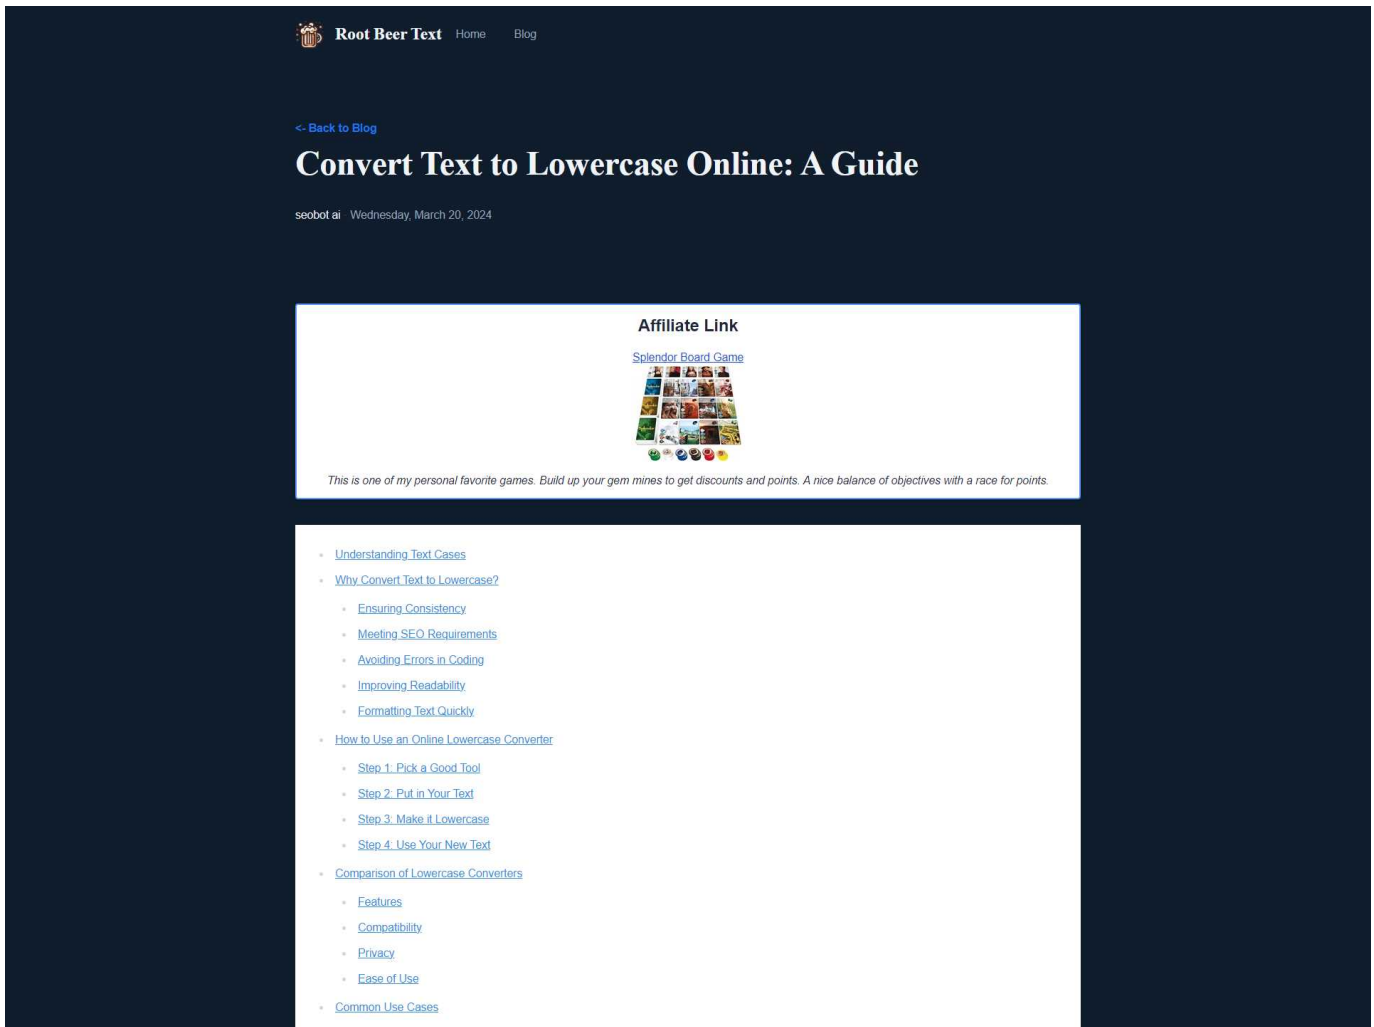 Root Beer Text Home Blog
<- Back to Blog
Convert Text to Lowercase Online: A Guide
seobot ai Wednesday, March 20, 2024
Affiliate Link
Splendor Board Game
This is one of my personal favorite games. Build up your gem mines to get discounts and points. A nice balance of objectives with a race for points.
Understanding Text Cases
Why Convert Text to Lowercase?
Ensuring Consistency
Meeting SEO Requirements
Avoiding Errors in Coding
Improving Readability
Formatting Text Quickly
How to Use an Online Lowercase Converter
Step 1: Pick a Good Tool
Step 2: Put in Your Text
Step 3: Make it Lowercase
Step 4: Use Your New Text
Comparison of Lowercase Converters
Features
Compatibility
Privacy
Ease of Use
Common Use Cases